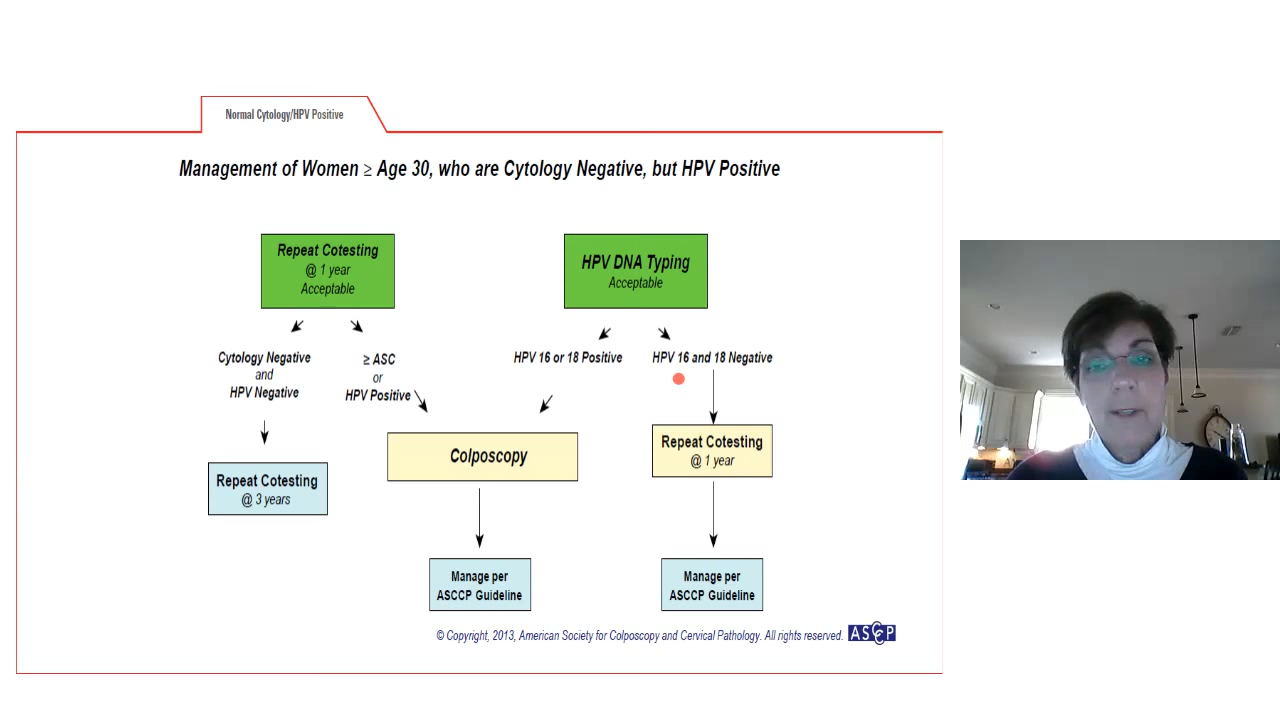 Normal Cytology/HPV Positive
Management of Women ≥ Age 30, who are Cytology Negative, but HPV Positive
Repeat Cotesting
@ 1 year
Acceptable
HPV DNA Typing
Acceptable
Cytology Negative
and
HPV Negative
≥ ASC
or
HPV Positive
HPV 16 or 18 Positive
HPV 16 and 18 Negative
Repeat Cotesting
@ 3 years
Colposcopy
Repeat Cotesting
@ 1 year
Manage per
ASCCP Guideline
Manage per
ASCCP Guideline
© Copyright, 2013, American Society for Colposcopy and Cervical Pathology. All rights reserved.
ASCCP